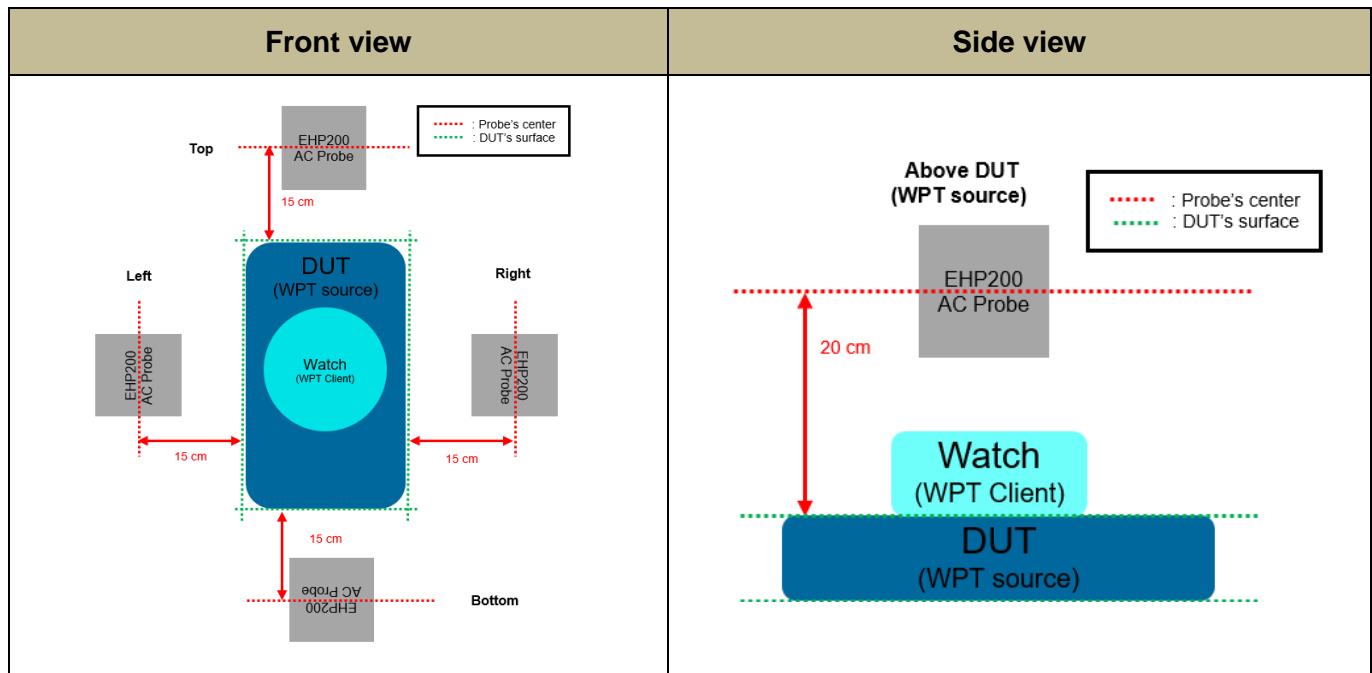 Front view
Side view
: Probe's center
: DUT's surface
EHP200
AC Probe
Top
15 cm
DUT
(WPT source)
Left
Right
Watch
(WPT Client)
EHP200
AC Probe
EHP200
AC Probe
15 cm
15 cm
15 cm
EHP200
AC Probe
Bottom
Above DUT
(WPT source)
: Probe's center
: DUT's surface
EHP200
AC Probe
20 cm
Watch
(WPT Client)
DUT
(WPT source)